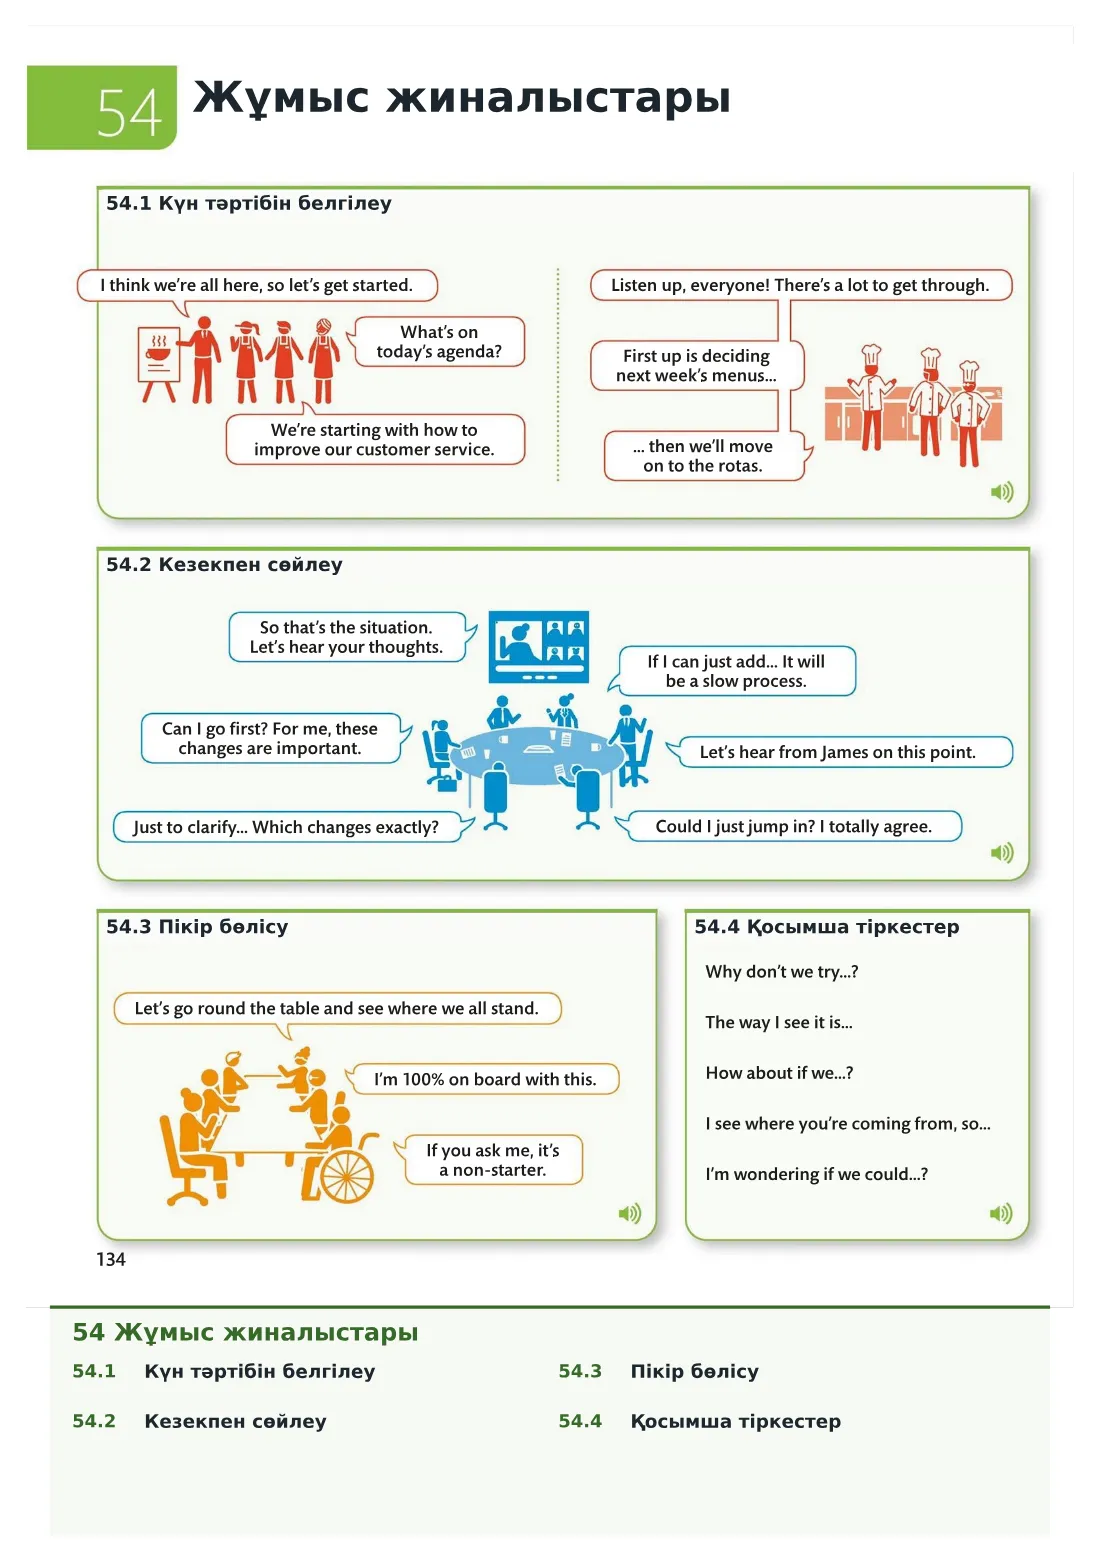 54
Жұмыс жиналыстары
54.1 Күн тәртібін белгілеу
I think we're all here, so let's get started.
What's on
today's agenda?
We're starting with how to
improve our customer service.
Listen up, everyone! There's a lot to get through.
First up is deciding
next week's menus...
... then we'll move
on to the rotas.
54.2 Кезекпен сөйлеу
So that's the situation.
Let's hear your thoughts.
If I can just add... It will
be a slow process.
Can I go first? For me, these
changes are important.
Let's hear from James on this point.
Just to clarify... Which changes exactly?
Could I just jump in? I totally agree.
54.3 Пікір бөлісу
Let's go round the table and see where we all stand.
I'm 100% on board with this.
If you ask me, it's
a non-starter.
54.4 Қосымша тіркестер
Why don't we try...?
The way I see it is...
How about if we...?
I see where you're coming from, so...
I'm wondering if we could...?
134
54 Жұмыс жиналыстары
54.1 Күн тәртібін белгілеу
54.2 Кезекпен сөйлеу
54.3 Пікір бөлісу
54.4 Қосымша тіркестер